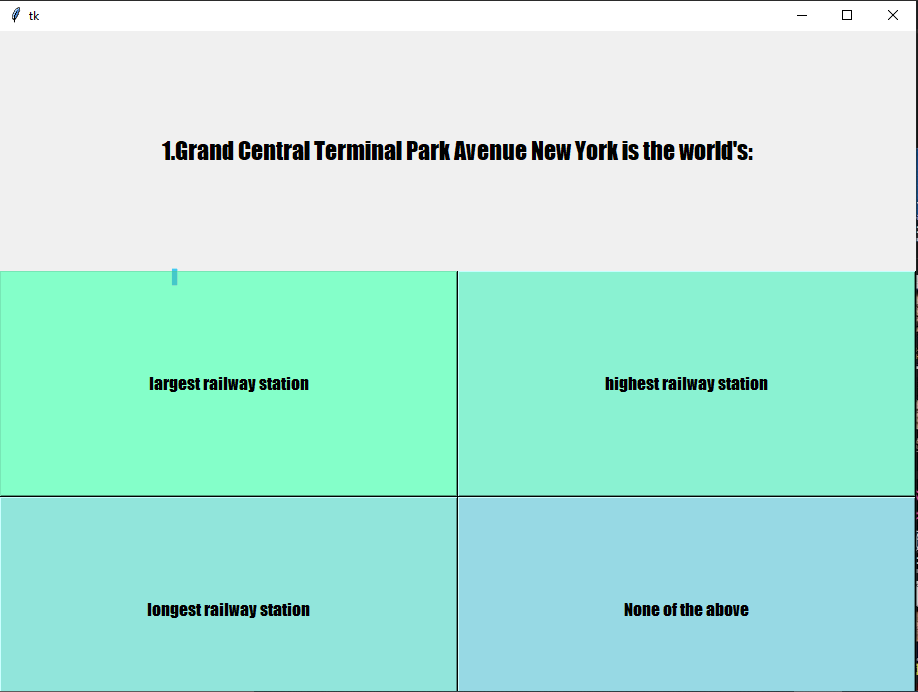 tk
1.Grand Central Terminal Park Avenue New York is the world's:
largest railway station
highest railway station
longest railway station
None of the above